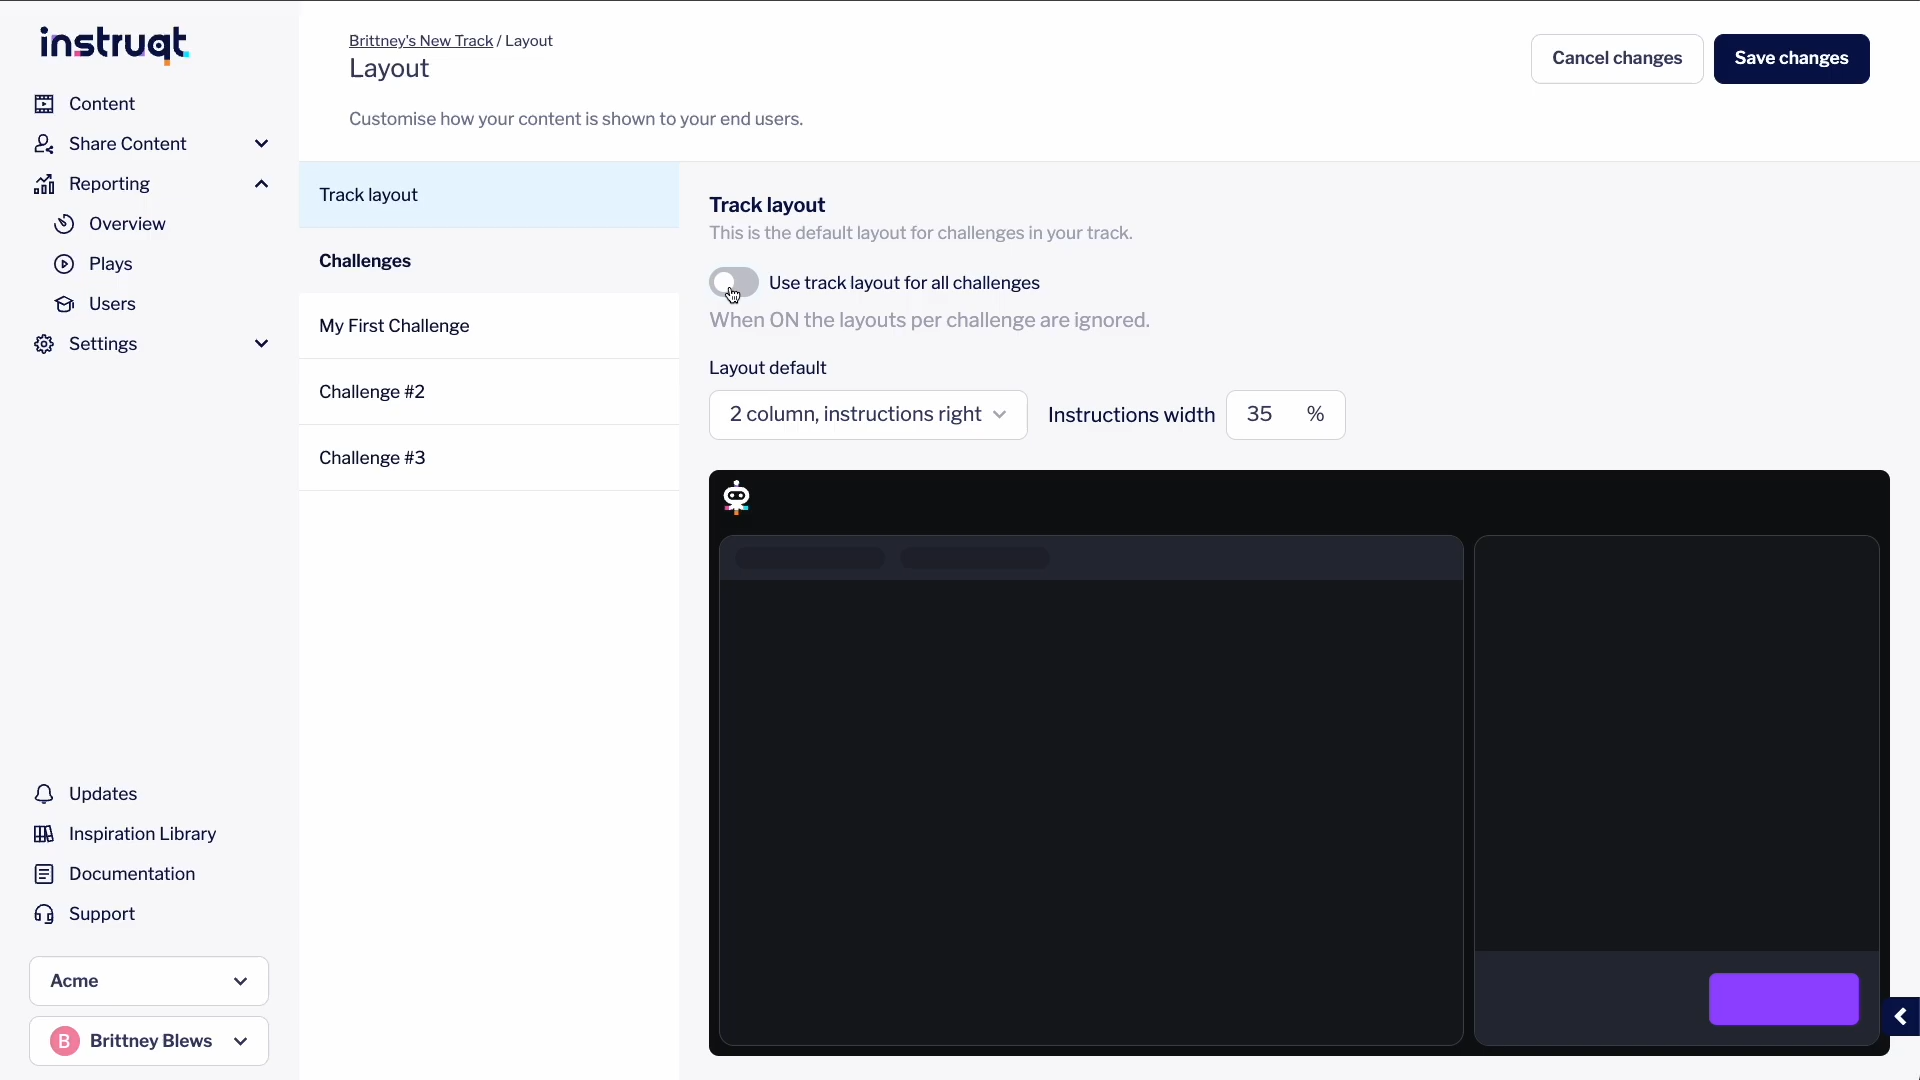 instruqt
Content
Share Content
Reporting
Overview
Plays
Users
Settings
Updates
Inspiration Library
Documentation
Support
Acme
B Brittney Blews
Brittney's New Track / Layout
Layout
Customise how your content is shown to your end users.
Cancel changes
Save changes
Track layout
Challenges
My First Challenge
Challenge #2
Challenge #3
Track layout
This is the default layout for challenges in your track.
Use track layout for all challenges
When ON the layouts per challenge are ignored.
Layout default
2 column, instructions right Instructions width 35 %